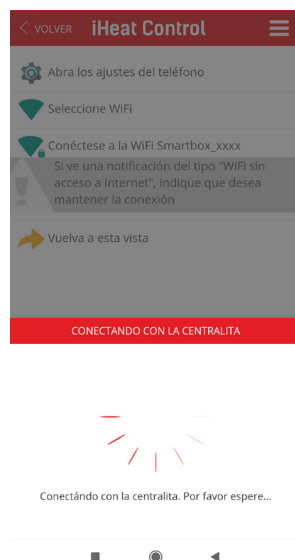 VOLVER iHeat Control
Abra los ajustes del teléfono
Seleccione WiFi
Conéctese a la WiFi Smartbox_xxxx
Si ve una notificación del tipo "WiFi sin
acceso a Internet", indique que desea
mantener la conexión
Vuelva a esta vista
CONECTANDO CON LA CENTRALITA
Conectándo con la centralita. Por favor espere...